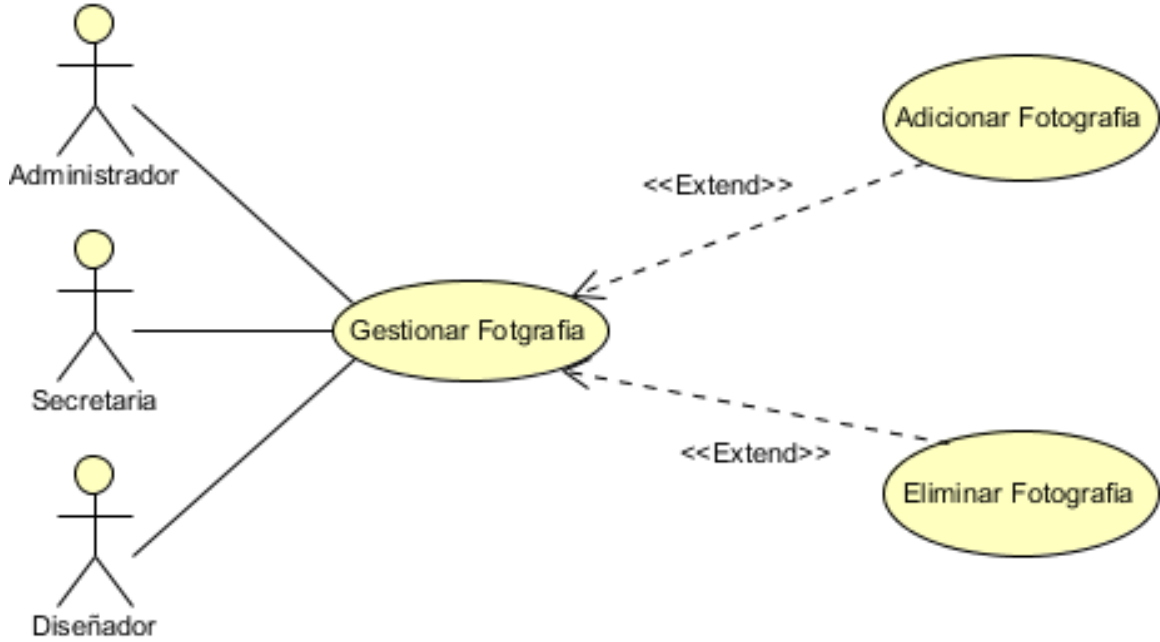 Administrador
Adicionar Fotografia
<<Extend>>
Secretaria
Gestionar Fotgrafia
<<Extend>>
Eliminar Fotografia
Diseñador